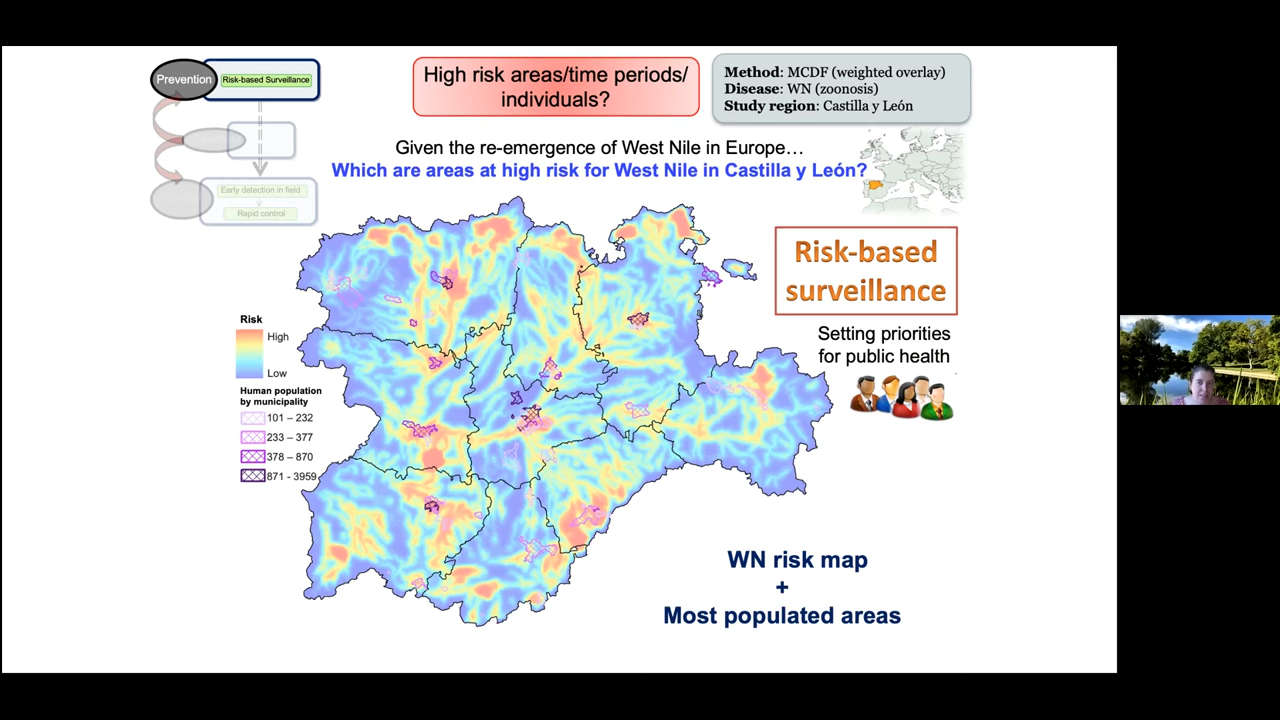 Prevention
Risk-based Surveillance
Early detection in field
Rapid control
High risk areas/time periods/
individuals?
Method: MCDF (weighted overlay)
Disease: WN (zoonosis)
Study region: Castilla y León
Given the re-emergence of West Nile in Europe…
Which are areas at high risk for West Nile in Castilla y León?
Risk-based
surveillance
Setting priorities
for public health
Risk
High
Low
Human population
by municipality
101 – 232
233 – 377
378 – 870
871 - 3959
WN risk map
+
Most populated areas